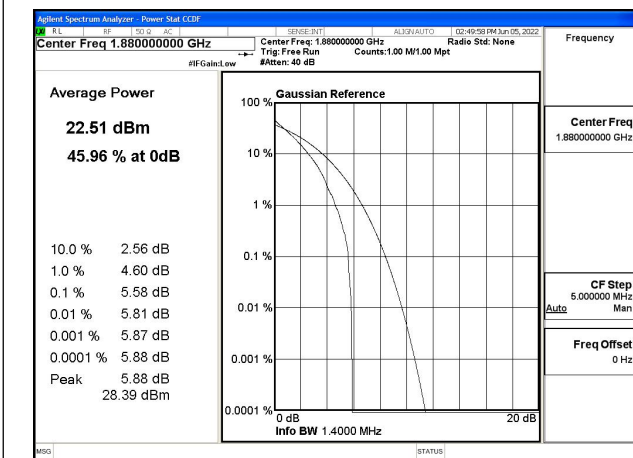 Agilent Spectrum Analyzer - Power Stat CCDF
RL RF 50 Ω AC SENSE:INT ALIGN AUTO 02:49:58 PM Jun 05, 2022
Center Freq 1.880000000 GHz
Center Freq: 1.880000000 GHz Radio Std: None
Trig: Free Run Counts:1.00 M/1.00 Mpt
#IFGain:Low #Atten: 40 dB
Frequency
Average Power
22.51 dBm
45.96 % at 0dB
10.0 % 2.56 dB
1.0 % 4.60 dB
0.1 % 5.58 dB
0.01 % 5.81 dB
0.001 % 5.87 dB
0.0001 % 5.88 dB
Peak 5.88 dB
28.39 dBm
Gaussian Reference
100 %
10 %
1 %
0.1 %
0.01 %
0.001 %
0.0001 %
0 dB 20 dB
Info BW 1.4000 MHz
Center Freq
1.880000000 GHz
CF Step
5.000000 MHz
Auto Man
Freq Offset
0 Hz
MSG STATUS